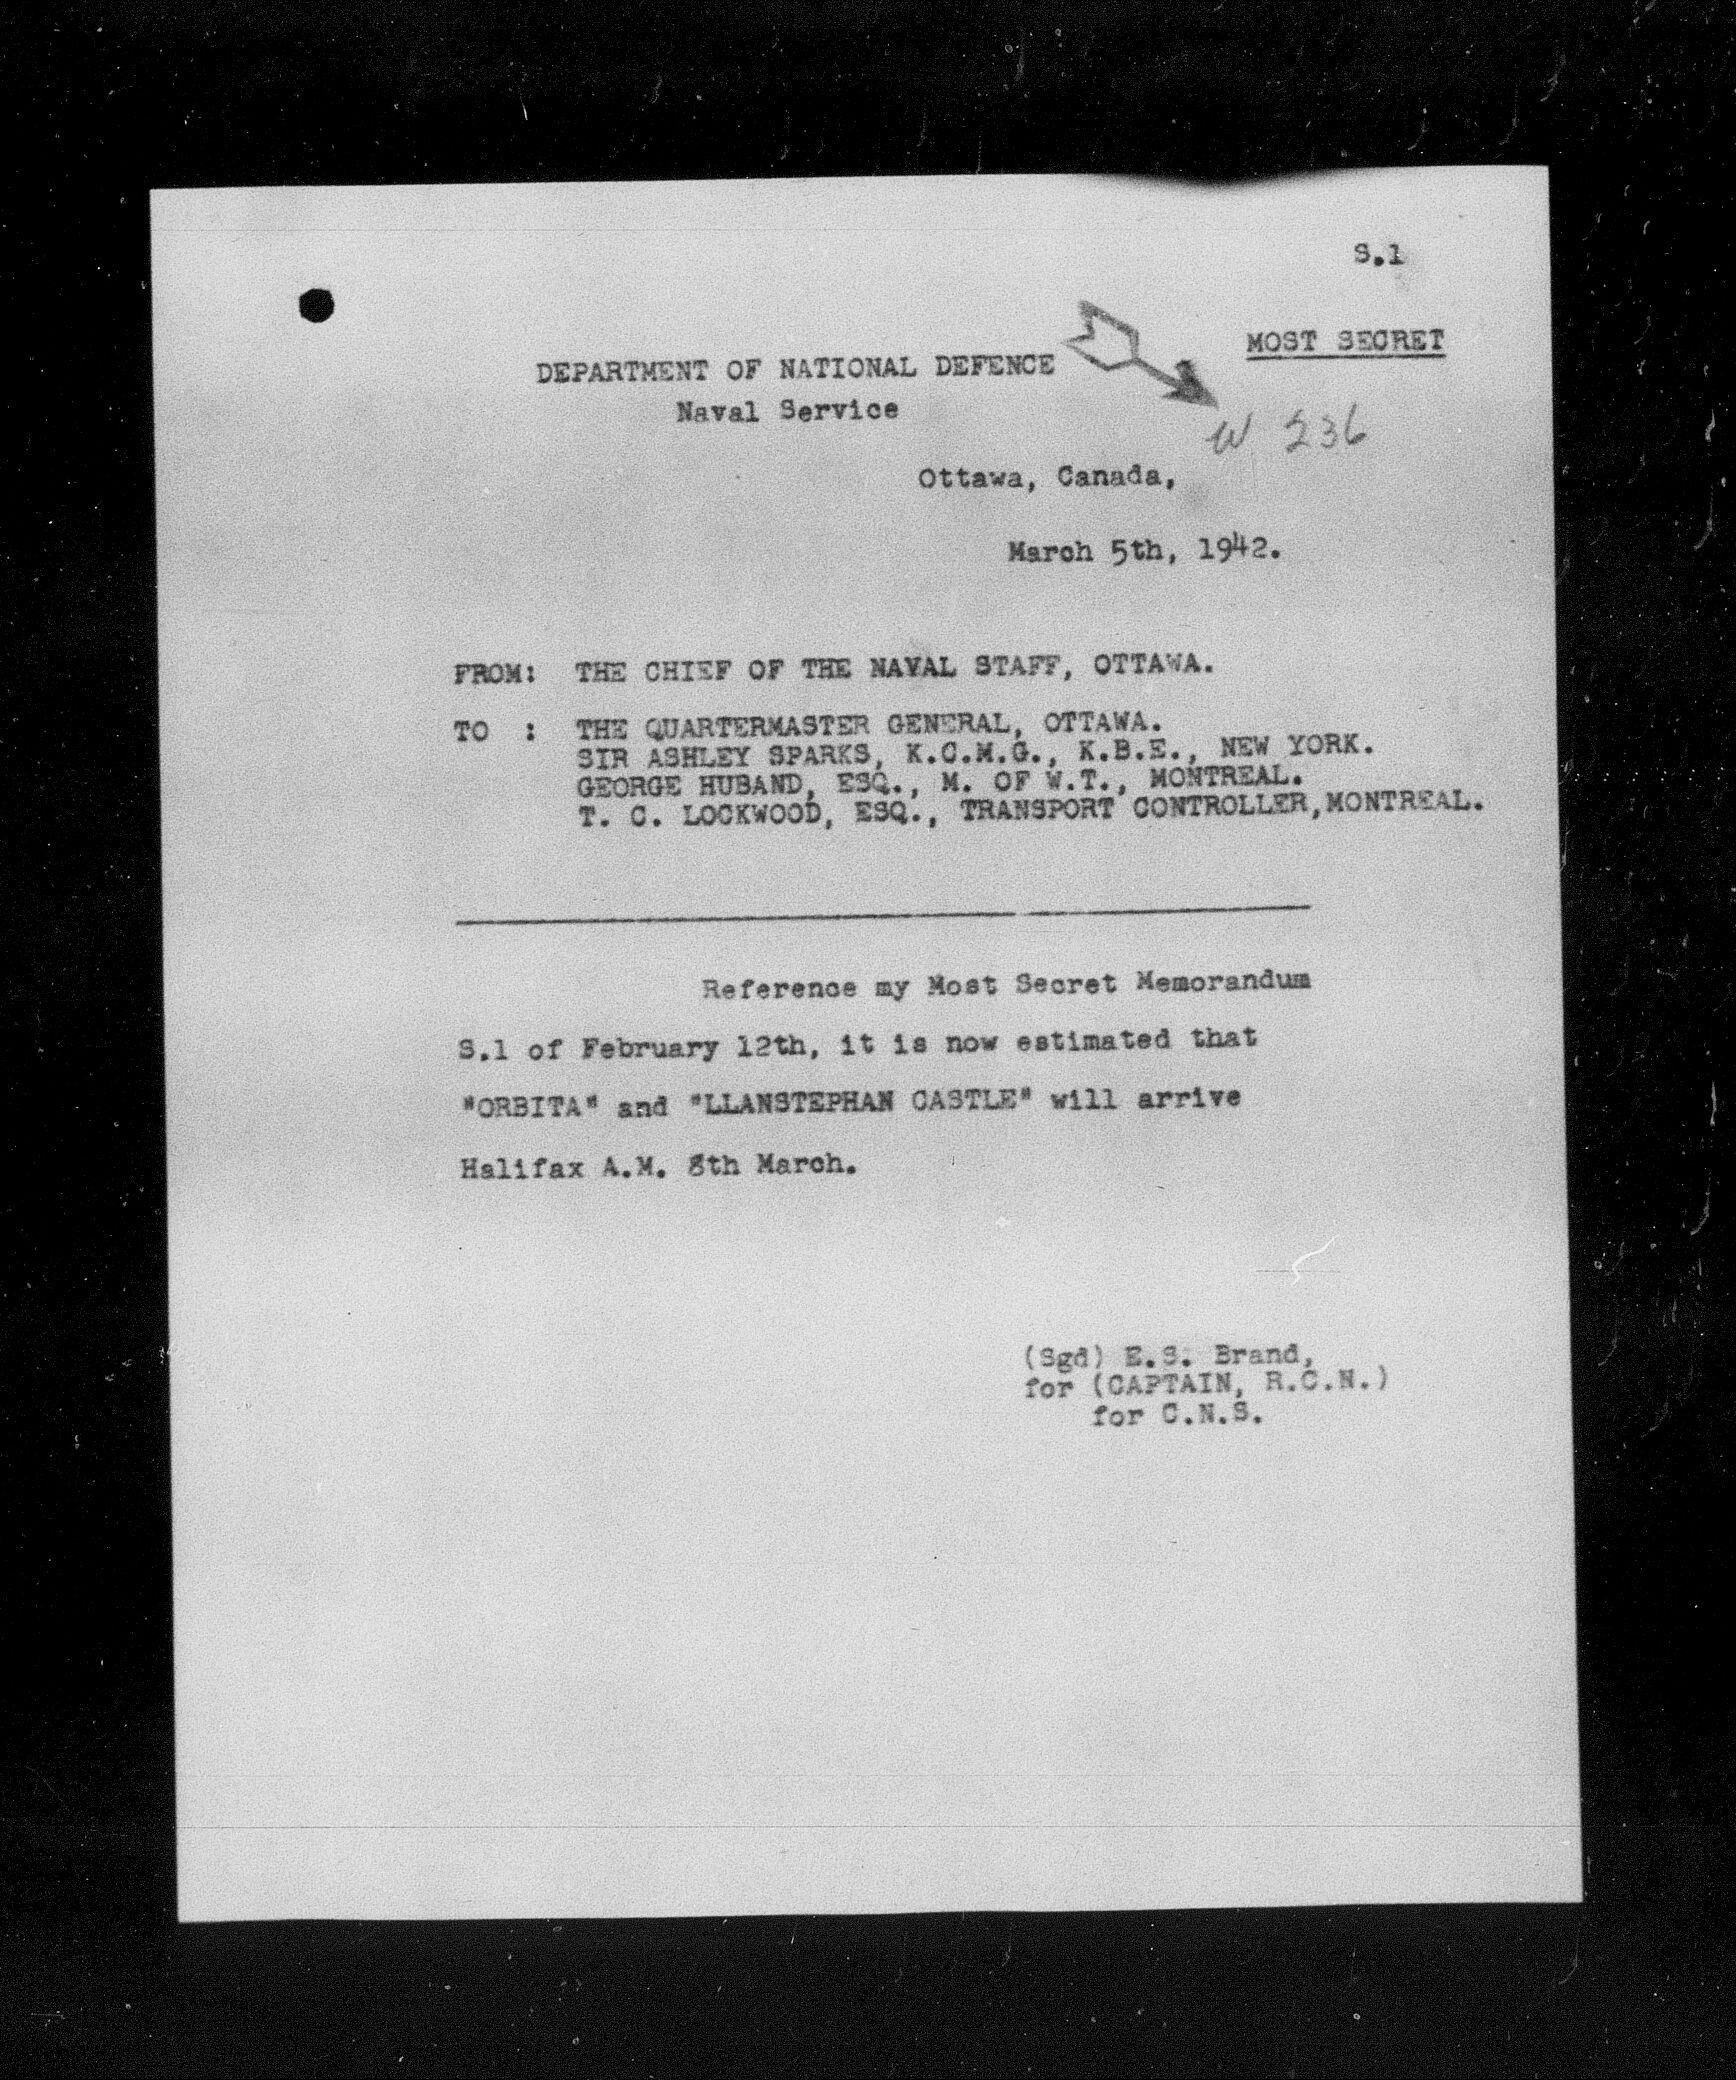 S.1
MOST SECRET
DEPARTMENT OF NATIONAL DEFENCE
Naval Service
W 236
Ottawa, Canada,
March 5th, 1942.
FROM: THE CHIEF OF THE NAVAL STAFF, OTTAWA.
TO : THE QUARTERMASTER GENERAL, OTTAWA.
SIR ASHLEY SPARKS, K.C.M.G., K.B.E., NEW YORK.
GEORGE HUBAND, ESQ., M. OF W.T., MONTREAL.
T. C. LOCKWOOD, ESQ., TRANSPORT CONTROLLER,MONTREAL.
Reference my Most Secret Memorandum
S.1 of February 12th, it is now estimated that
"ORBITA" and "LLANSTEPHAN CASTLE" will arrive
Halifax A.M. 8th March.
(Sgd) E.S. Brand,
for (CAPTAIN, R.C.N.)
for C.N.S.